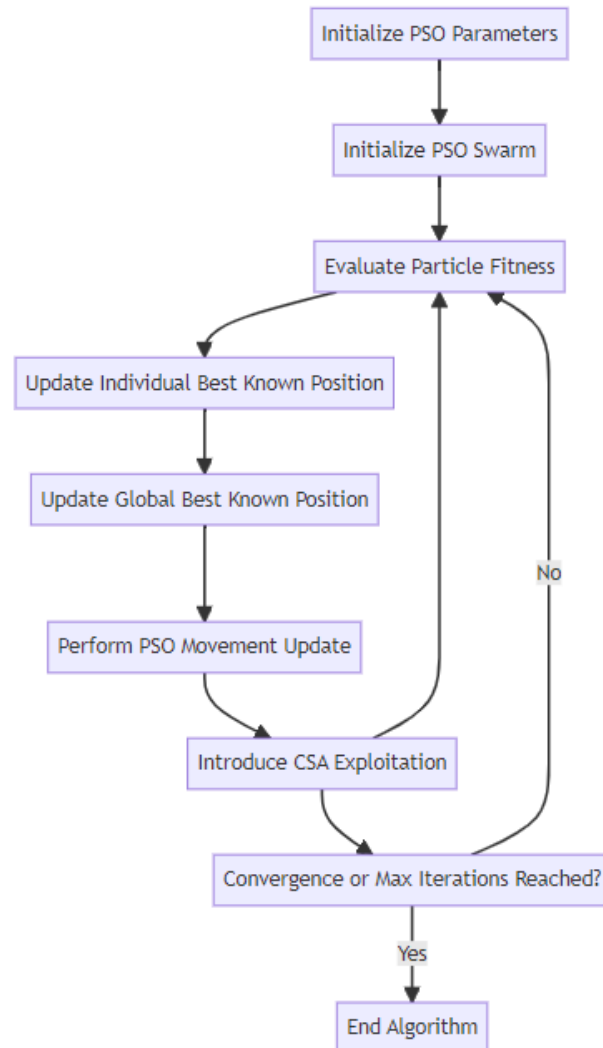 Initialize PSO Parameters
Initialize PSO Swarm
Evaluate Particle Fitness
Update Individual Best Known Position
Update Global Best Known Position
No
Perform PSO Movement Update
Introduce CSA Exploitation
Convergence or Max Iterations Reached?
Yes
End Algorithm